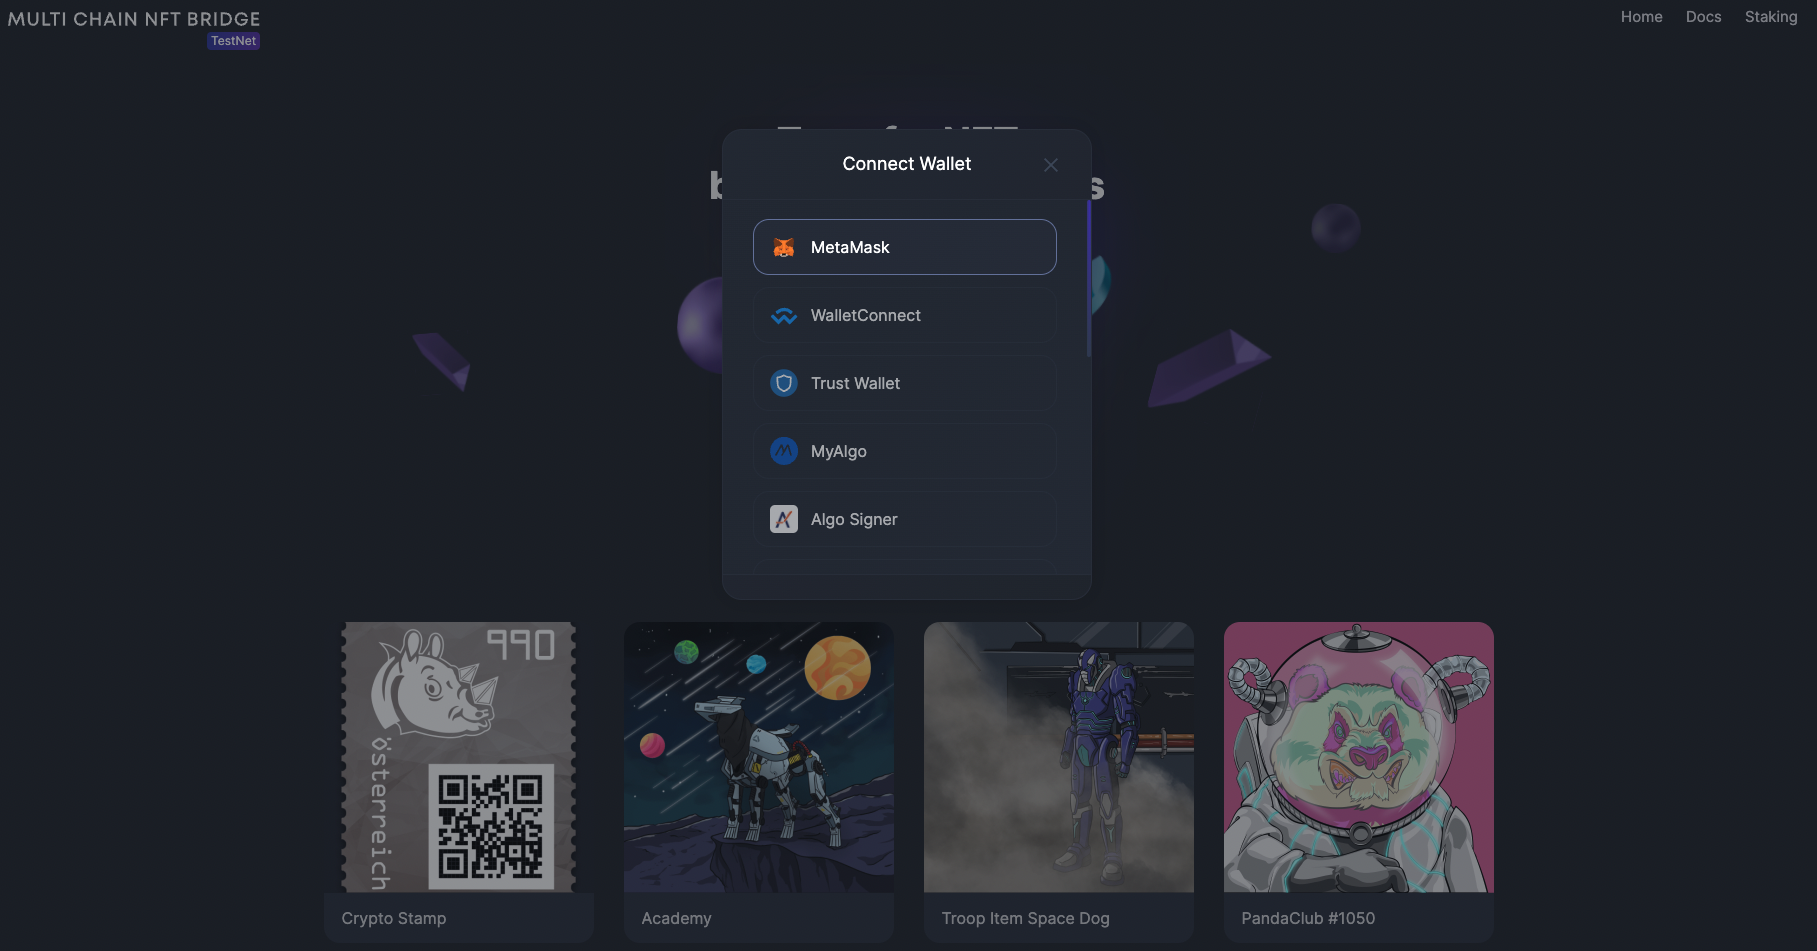 MULTI CHAIN NFT BRIDGE
TestNet
Home
Docs
Staking
Connect Wallet
MetaMask
WalletConnect
Trust Wallet
MyAlgo
Algo Signer
990
österreich
Crypto Stamp
Academy
Troop Item Space Dog
PandaClub #1050